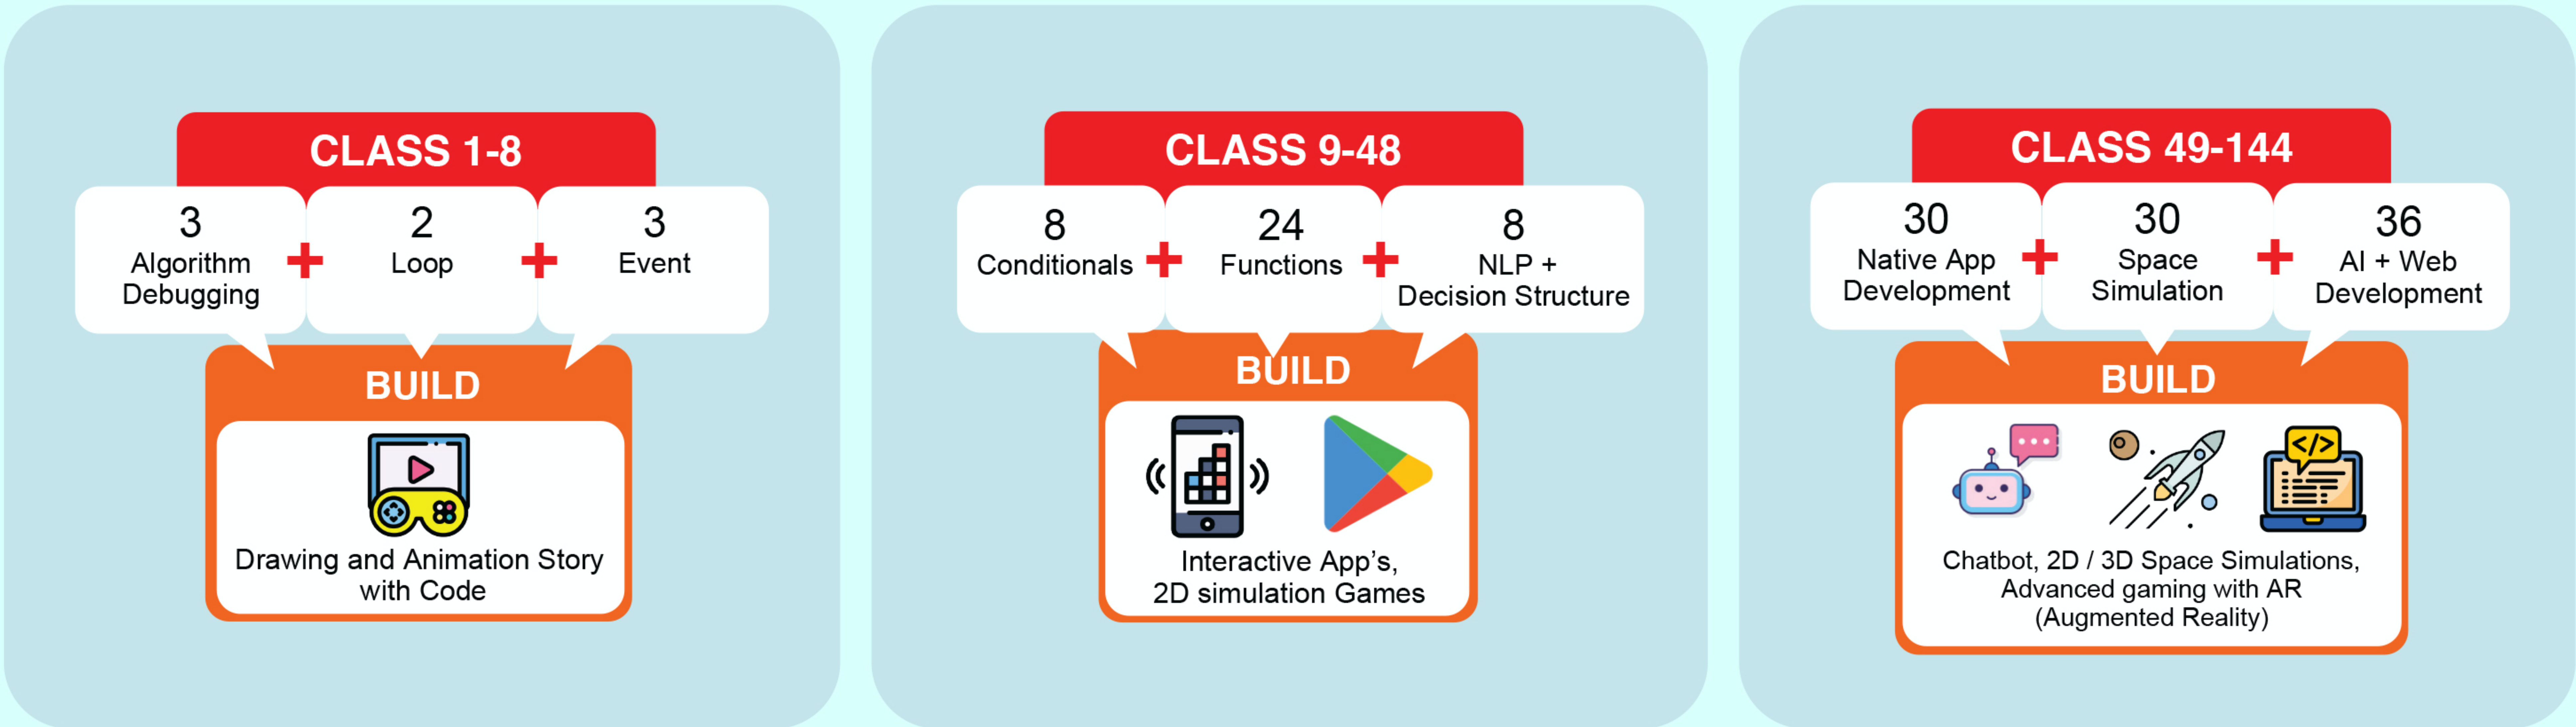 CLASS 1-8
3
Algorithm
Debugging
+
2
Loop
+
3
Event
BUILD
Drawing and Animation Story
with Code
CLASS 9-48
8
Conditionals
+
24
Functions
+
8
NLP +
Decision Structure
BUILD
Interactive App's,
2D simulation Games
CLASS 49-144
30
Native App
Development
+
30
Space
Simulation
+
36
AI + Web
Development
BUILD
</>
Chatbot, 2D / 3D Space Simulations,
Advanced gaming with AR
(Augmented Reality)